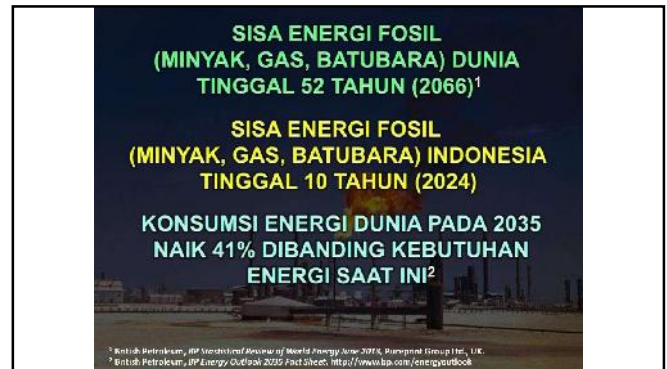 SISA ENERGI FOSIL
(MINYAK, GAS, BATUBARA) DUNIA
TINGGAL 52 TAHUN (2066)¹
SISA ENERGI FOSIL
(MINYAK, GAS, BATUBARA) INDONESIA
TINGGAL 10 TAHUN (2024)
KONSUMSI ENERGI DUNIA PADA 2035
NAIK 41% DIBANDING KEBUTUHAN
ENERGI SAAT INI²
¹ British Petroleum, BP Stastistical Review of World Energy June 2013, Pureprint Group Ltd., UK.
² British Petroleum, BP Energy Outlook 2035 Fact Sheet. http://www.bp.com/energyoutlook